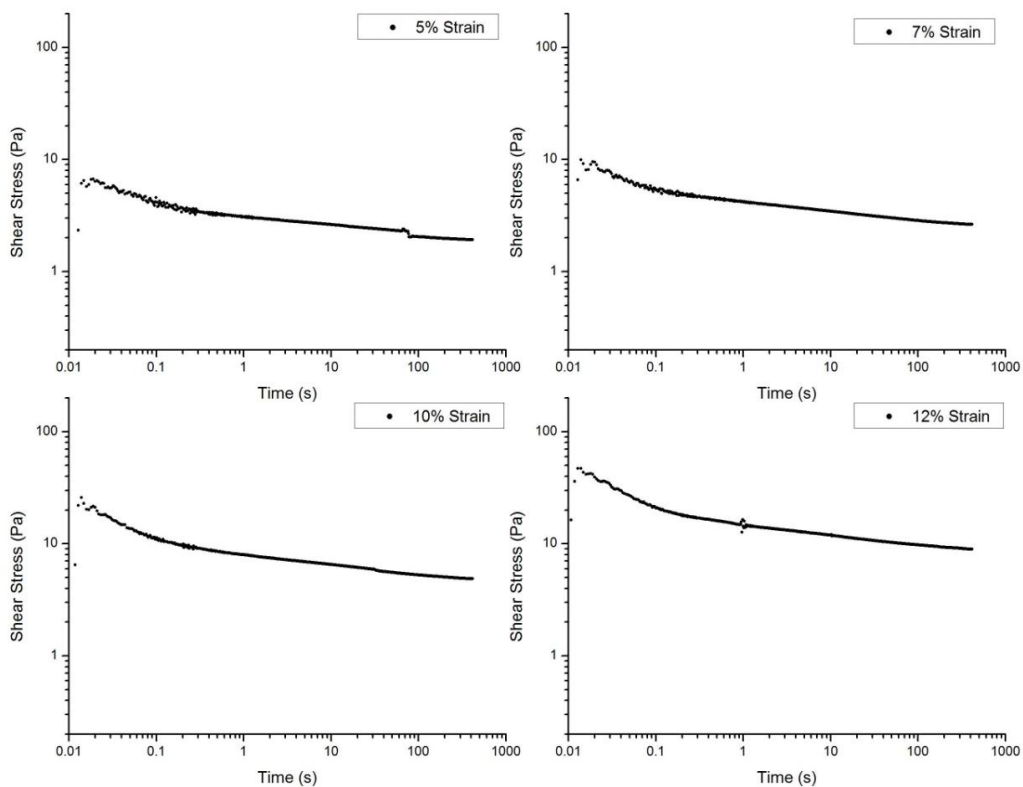 5% Strain
100
10
1
Shear Stress (Pa)
0.01 0.1 1 10 100 1000
Time (s)
7% Strain
100
10
1
Shear Stress (Pa)
0.01 0.1 1 10 100 1000
Time (s)
10% Strain
100
10
1
Shear Stress (Pa)
0.01 0.1 1 10 100 1000
Time (s)
12% Strain
100
10
1
Shear Stress (Pa)
0.01 0.1 1 10 100 1000
Time (s)